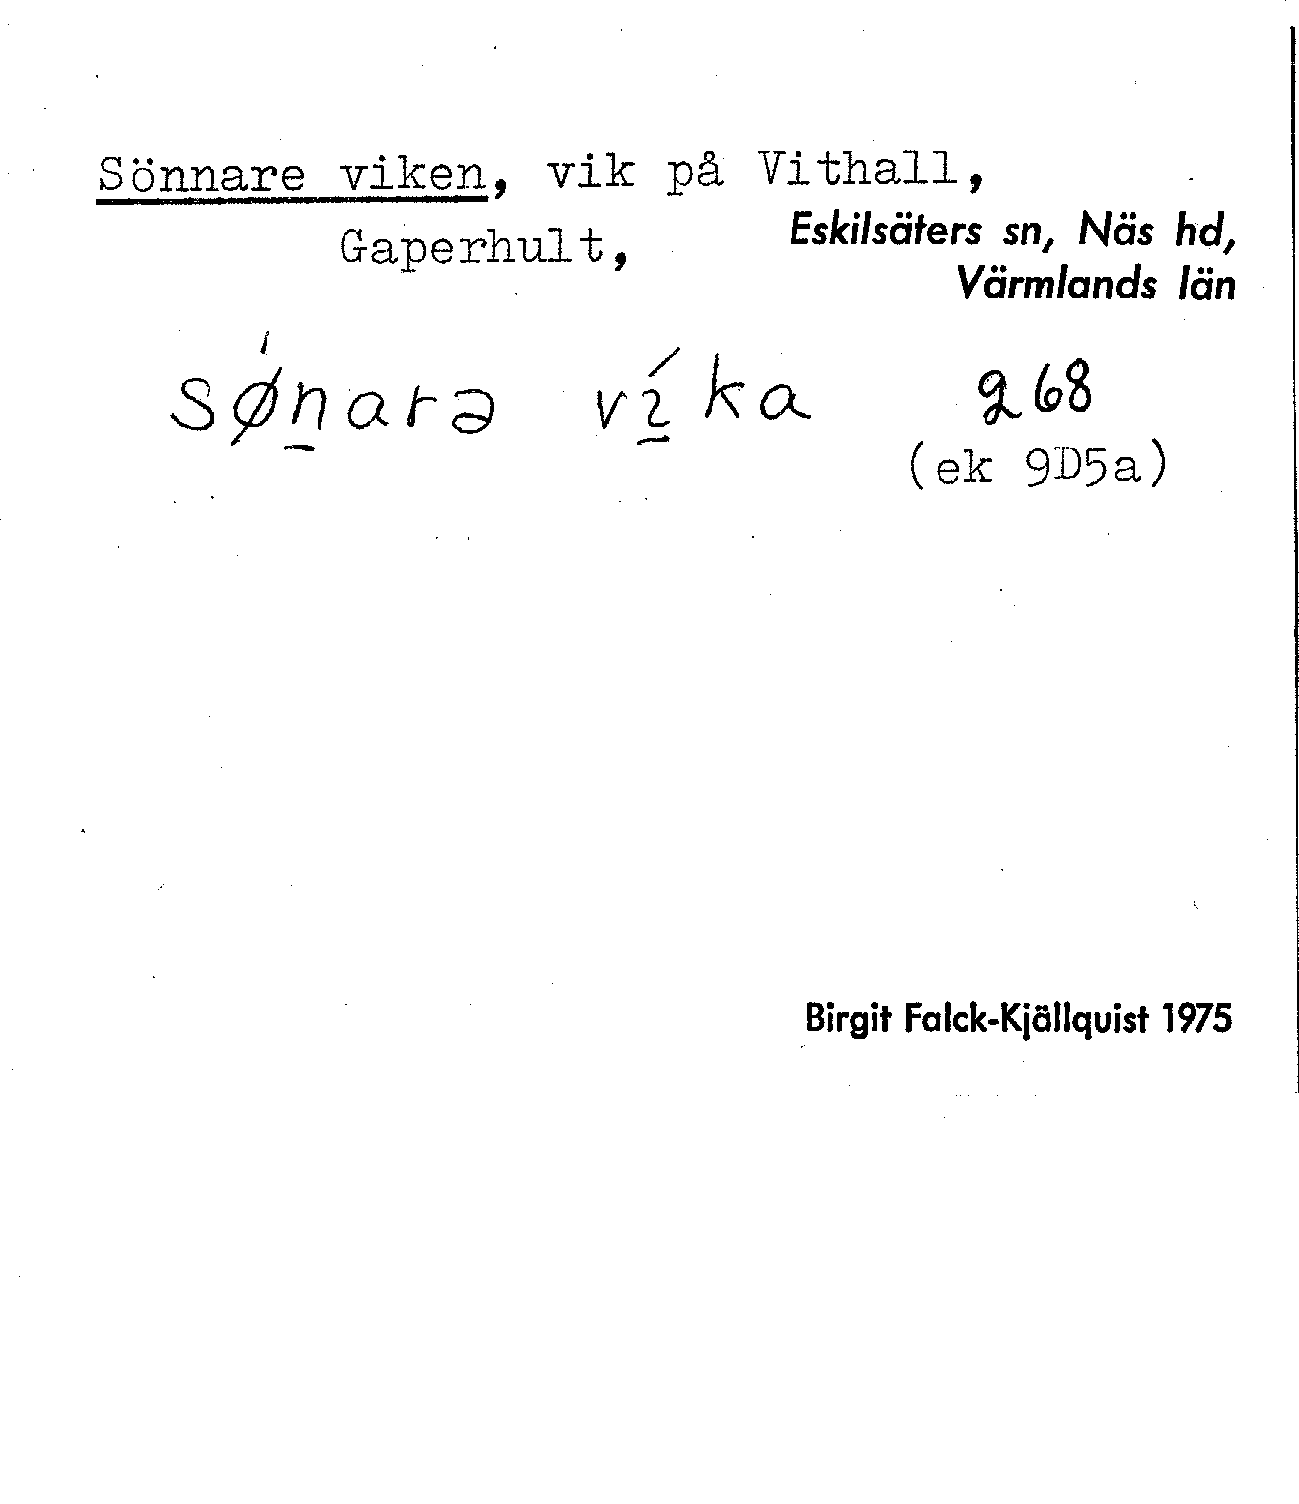 Sönnare viken, vik på Vithall,
Gaperhult, Eskilsäters sn, Näs hd,
Värmlands län
sǿn̲arə ví̲ka 268
(ek 9D5a)
Birgit Falck-Kjällquist 1975